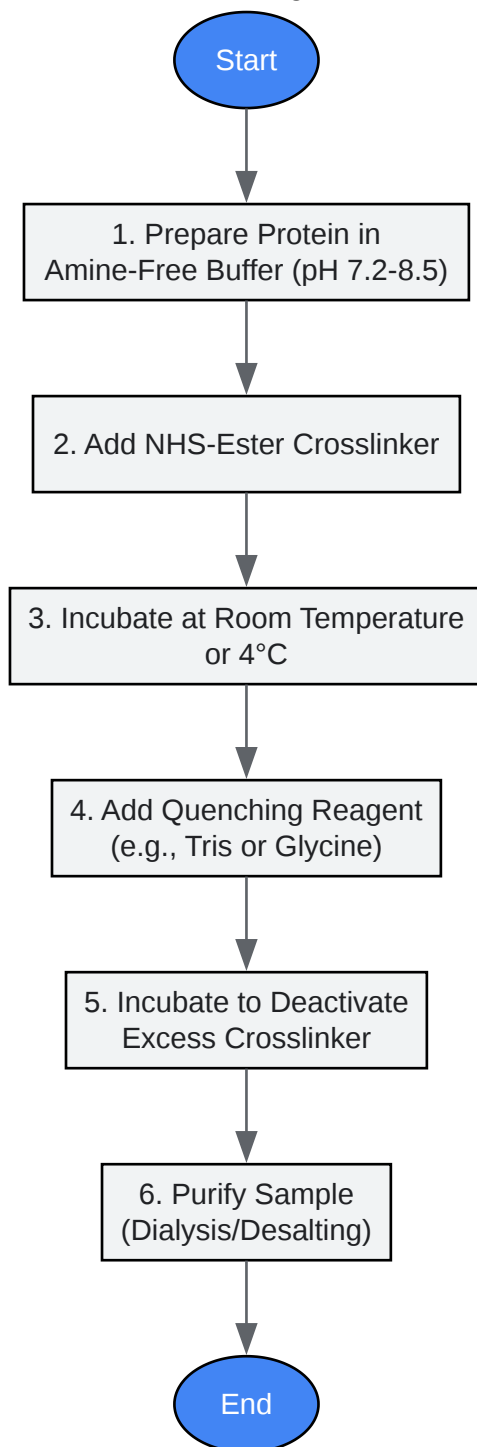 Start
1. Prepare Protein in
Amine-Free Buffer (pH 7.2-8.5)
2. Add NHS-Ester Crosslinker
3. Incubate at Room Temperature
or 4°C
4. Add Quenching Reagent
(e.g., Tris or Glycine)
5. Incubate to Deactivate
Excess Crosslinker
6. Purify Sample
(Dialysis/Desalting)
End